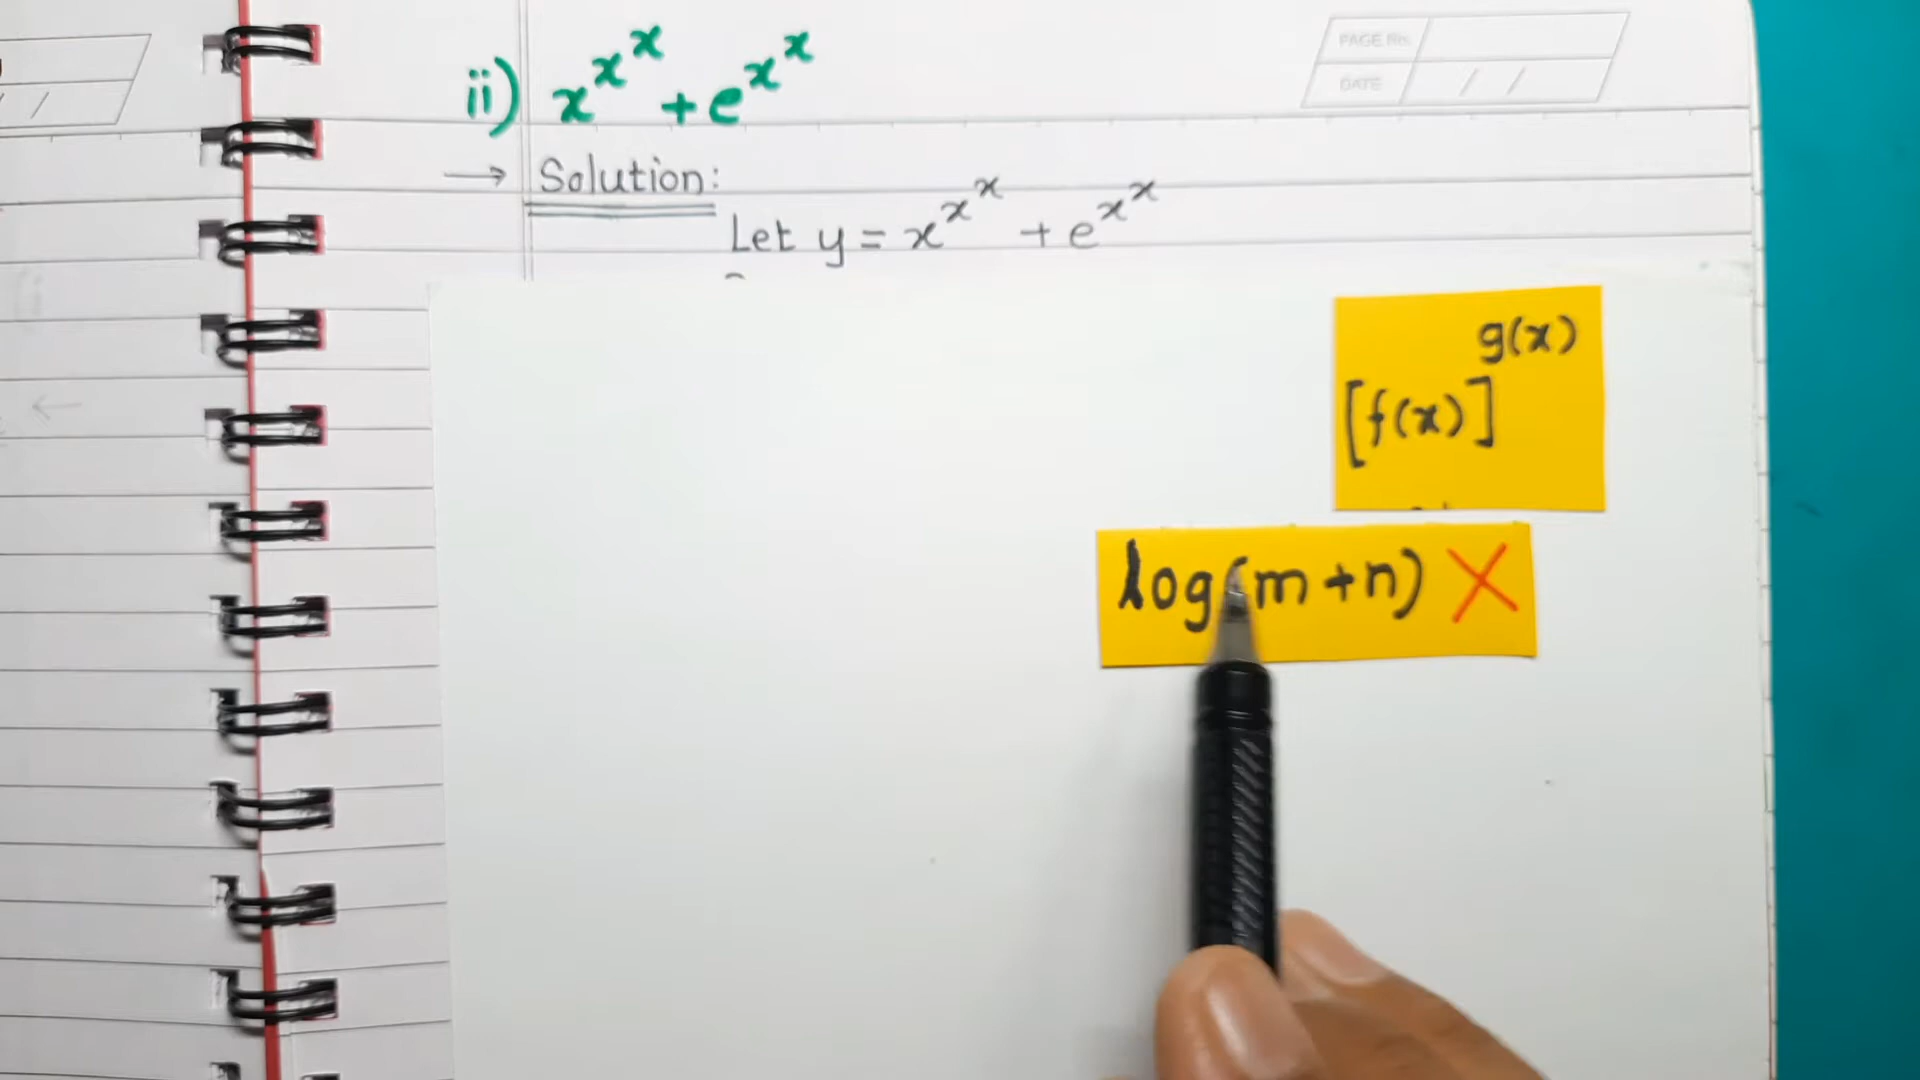 PAGE No.
DATE / /
ii) x^x^x + e^x^x
→ Solution:
Let y = x^x^x + e^x^x
[f(x)]^g(x)
log(m+n) ×